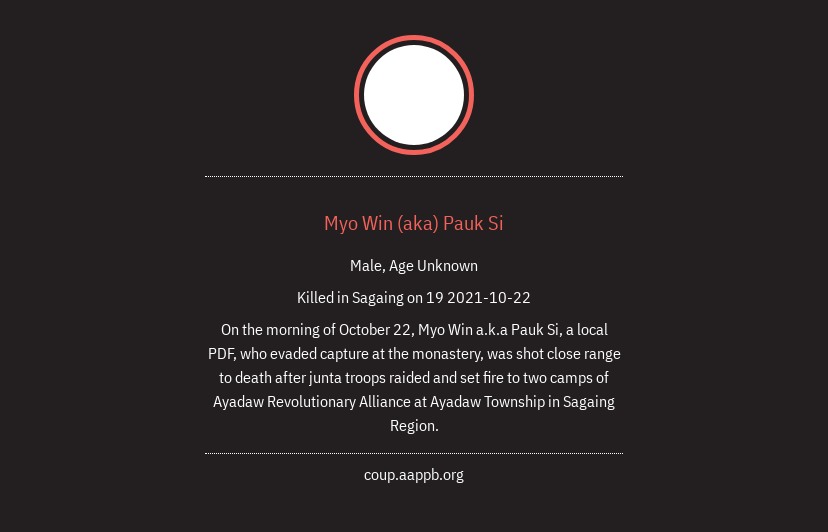 Myo Win (aka) Pauk Si
Male, Age Unknown
Killed in Sagaing on 19 2021-10-22
On the morning of October 22, Myo Win a.k.a Pauk Si, a local
PDF, who evaded capture at the monastery, was shot close range
to death after junta troops raided and set fire to two camps of
Ayadaw Revolutionary Alliance at Ayadaw Township in Sagaing
Region.
coup.aappb.org